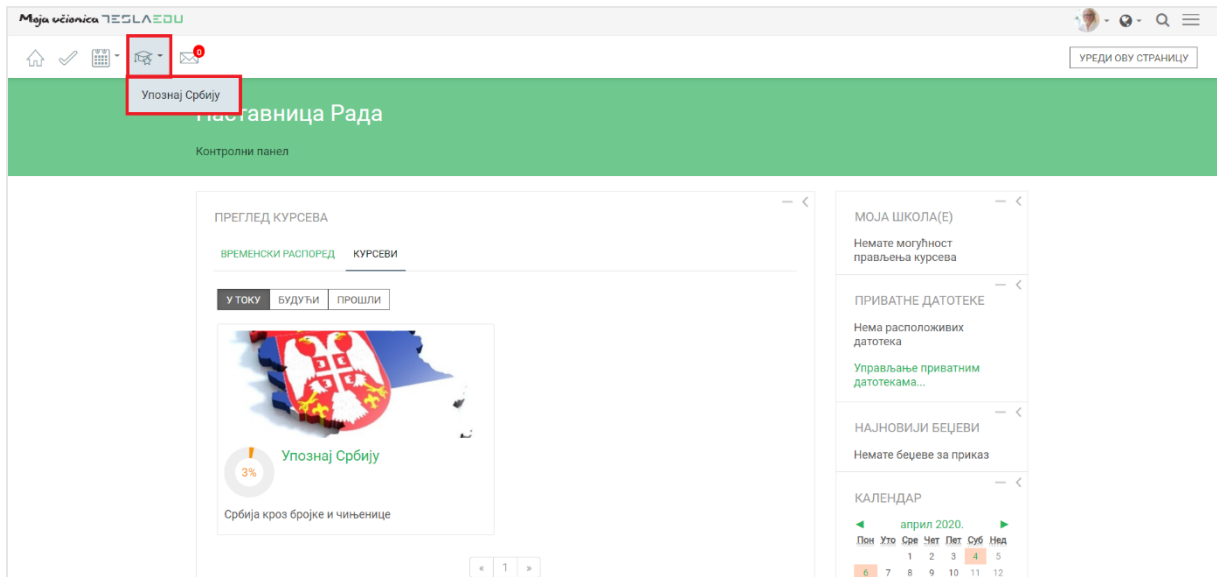 Moja učionica TESLAEDU
0
УРЕДИ ОВУ СТРАНИЦУ
Упознај Србију
Наставница Рада
Контролни панел
ПРЕГЛЕД КУРСЕВА
ВРЕМЕНСКИ РАСПОРЕД КУРСЕВИ
У ТОКУ БУДУЋИ ПРОШЛИ
3%
Упознај Србију
Србија кроз бројке и чињенице
« 1 »
МОЈА ШКОЛА(Е)
Немате могућност
прављења курсева
ПРИВАТНЕ ДАТОТЕКЕ
Нема расположивих
датотека
Управљање приватним
датотекама...
НАЈНОВИЈИ БЕЏЕВИ
Немате беџеве за приказ
КАЛЕНДАР
◄ април 2020. ►
Пон Уто Сре Чет Пет Суб Нед
1 2 3 4 5
6 7 8 9 10 11 12